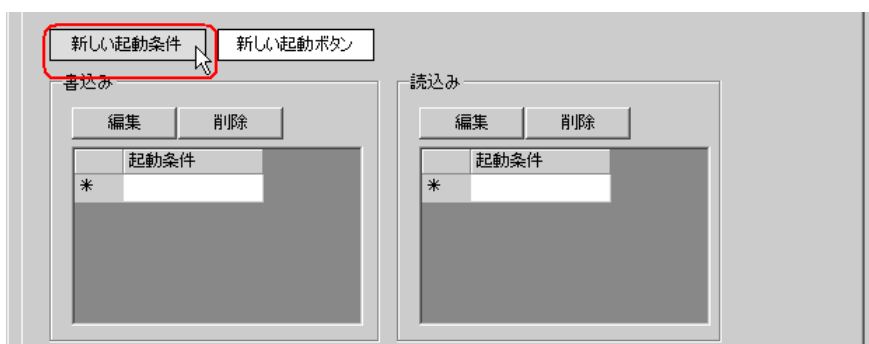 新しい起動条件 新しい起動ボタン
書込み 読込み
編集 削除 編集 削除
起動条件 起動条件
* *